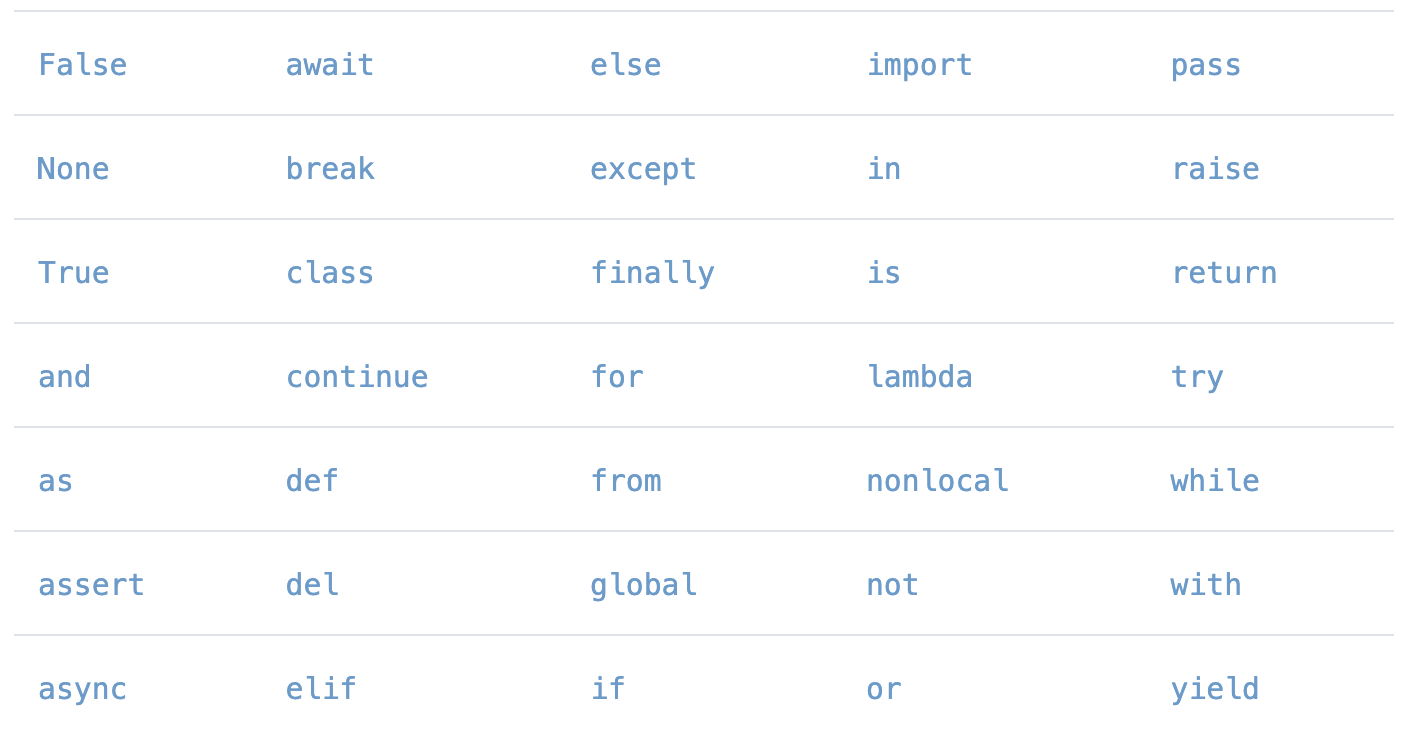 False await else import pass
None break except in raise
True class finally is return
and continue for lambda try
as def from nonlocal while
assert del global not with
async elif if or yield